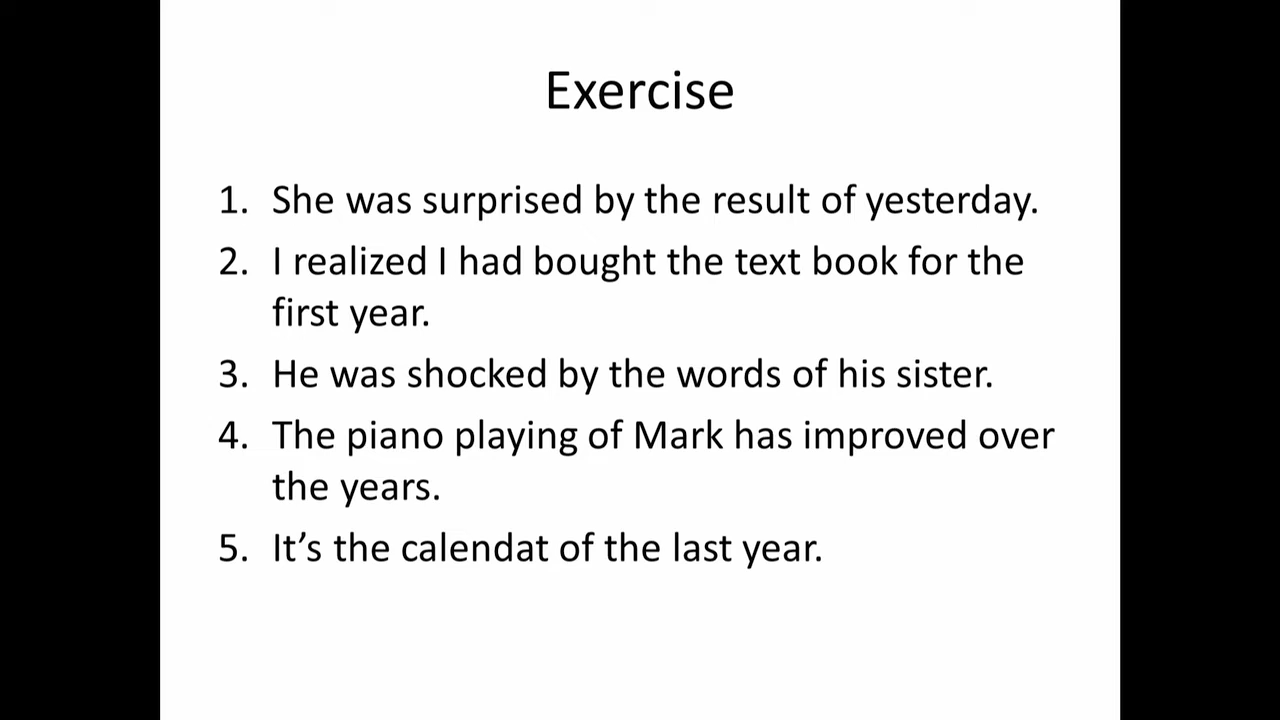 Exercise
1. She was surprised by the result of yesterday.
2. I realized I had bought the text book for the
first year.
3. He was shocked by the words of his sister.
4. The piano playing of Mark has improved over
the years.
5. It’s the calendat of the last year.